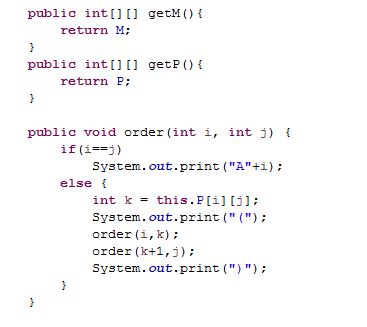 public int[][] getM(){
return M;
}
public int[][] getP(){
return P;
}
public void order(int i, int j) {
if(i==j)
System.out.print("A"+i);
else {
int k = this.P[i][j];
System.out.print("(");
order(i,k);
order(k+1,j);
System.out.print(")");
}
}